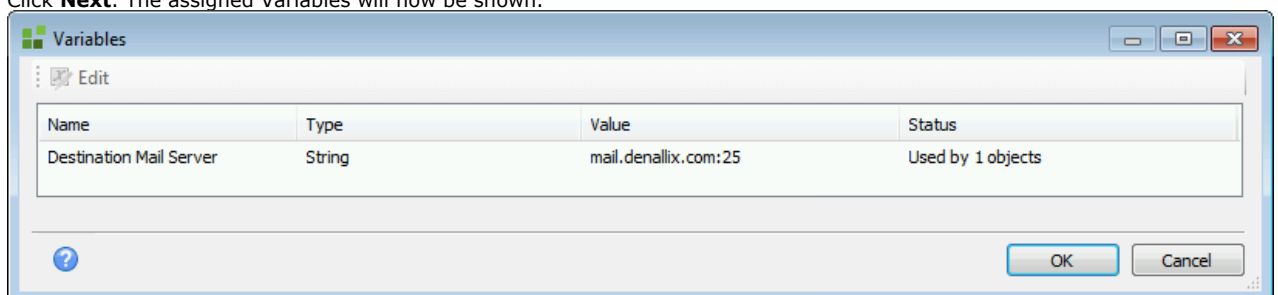 Click Next. The assigned Variables will now be shown.
Variables
Edit
Name Type Value Status
Destination Mail Server String mail.denallix.com:25 Used by 1 objects
? OK Cancel